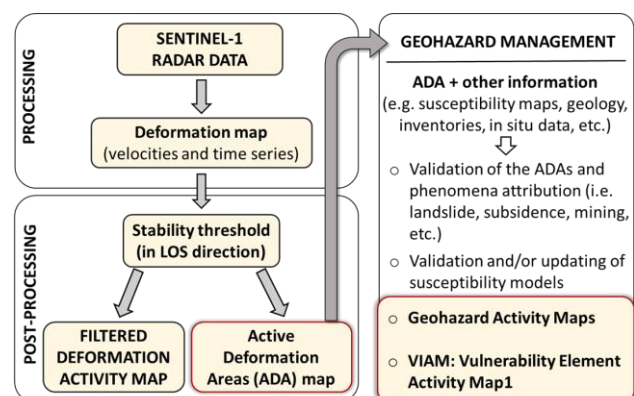 PROCESSING
SENTINEL-1
RADAR DATA
Deformation map
(velocities and time series)
POST-PROCESSING
Stability threshold
(in LOS direction)
FILTERED
DEFORMATION
ACTIVITY MAP
Active
Deformation
Areas (ADA) map
GEOHAZARD MANAGEMENT
ADA + other information
(e.g. susceptibility maps, geology,
inventories, in situ data, etc.)
○ Validation of the ADAs and
phenomena attribution (i.e.
landslide, subsidence, mining,
etc.)
○ Validation and/or updating of
susceptibility models
○ Geohazard Activity Maps
○ VIAM: Vulnerability Element
Activity Map1